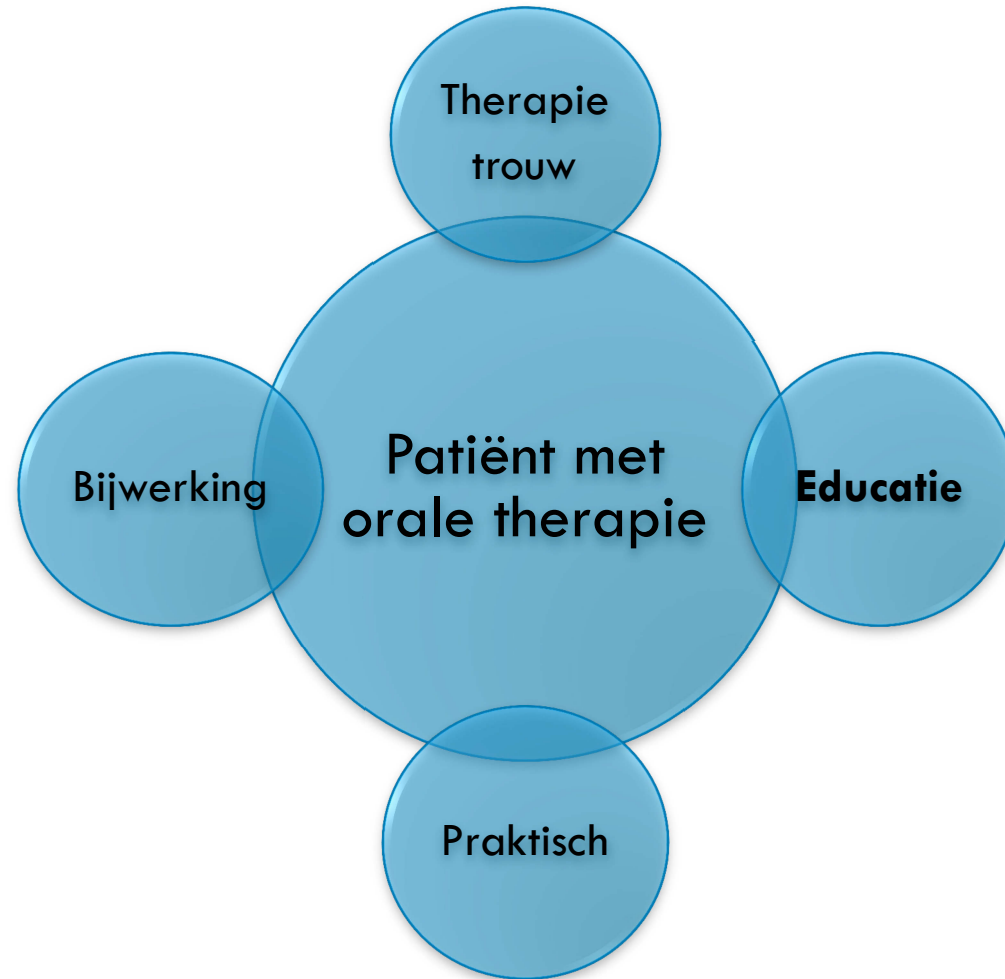 Therapie
trouw
Bijwerking
Patiënt met
orale therapie
Educatie
Praktisch